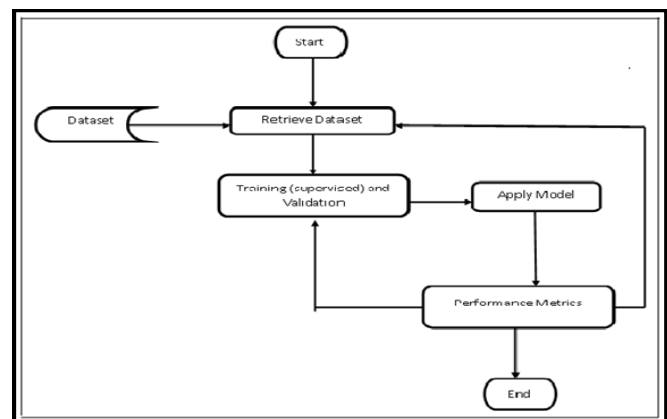 Start
Dataset
Retrieve Dataset
Training (supervised) and
Validation
Apply Model
Performance Metrics
End